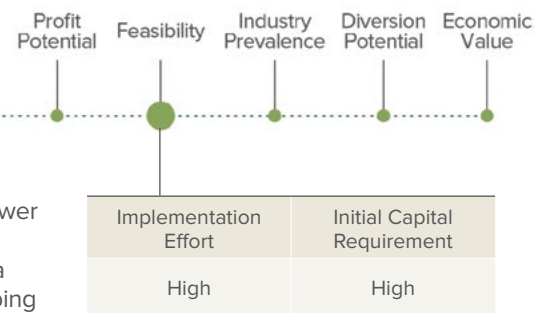 Profit Potential
Feasibility
Industry Prevalence
Diversion Potential
Economic Value
Implementation Effort
Initial Capital Requirement
High
High